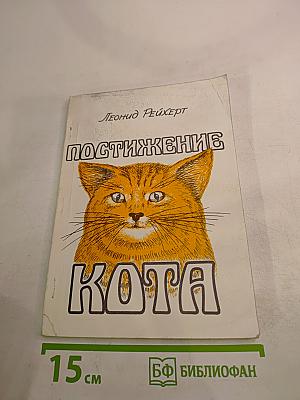 Леонид Рейхерт
ПОСТИЖЕНИЕ
КОТА
15 см
БФ БИБЛИОФАН